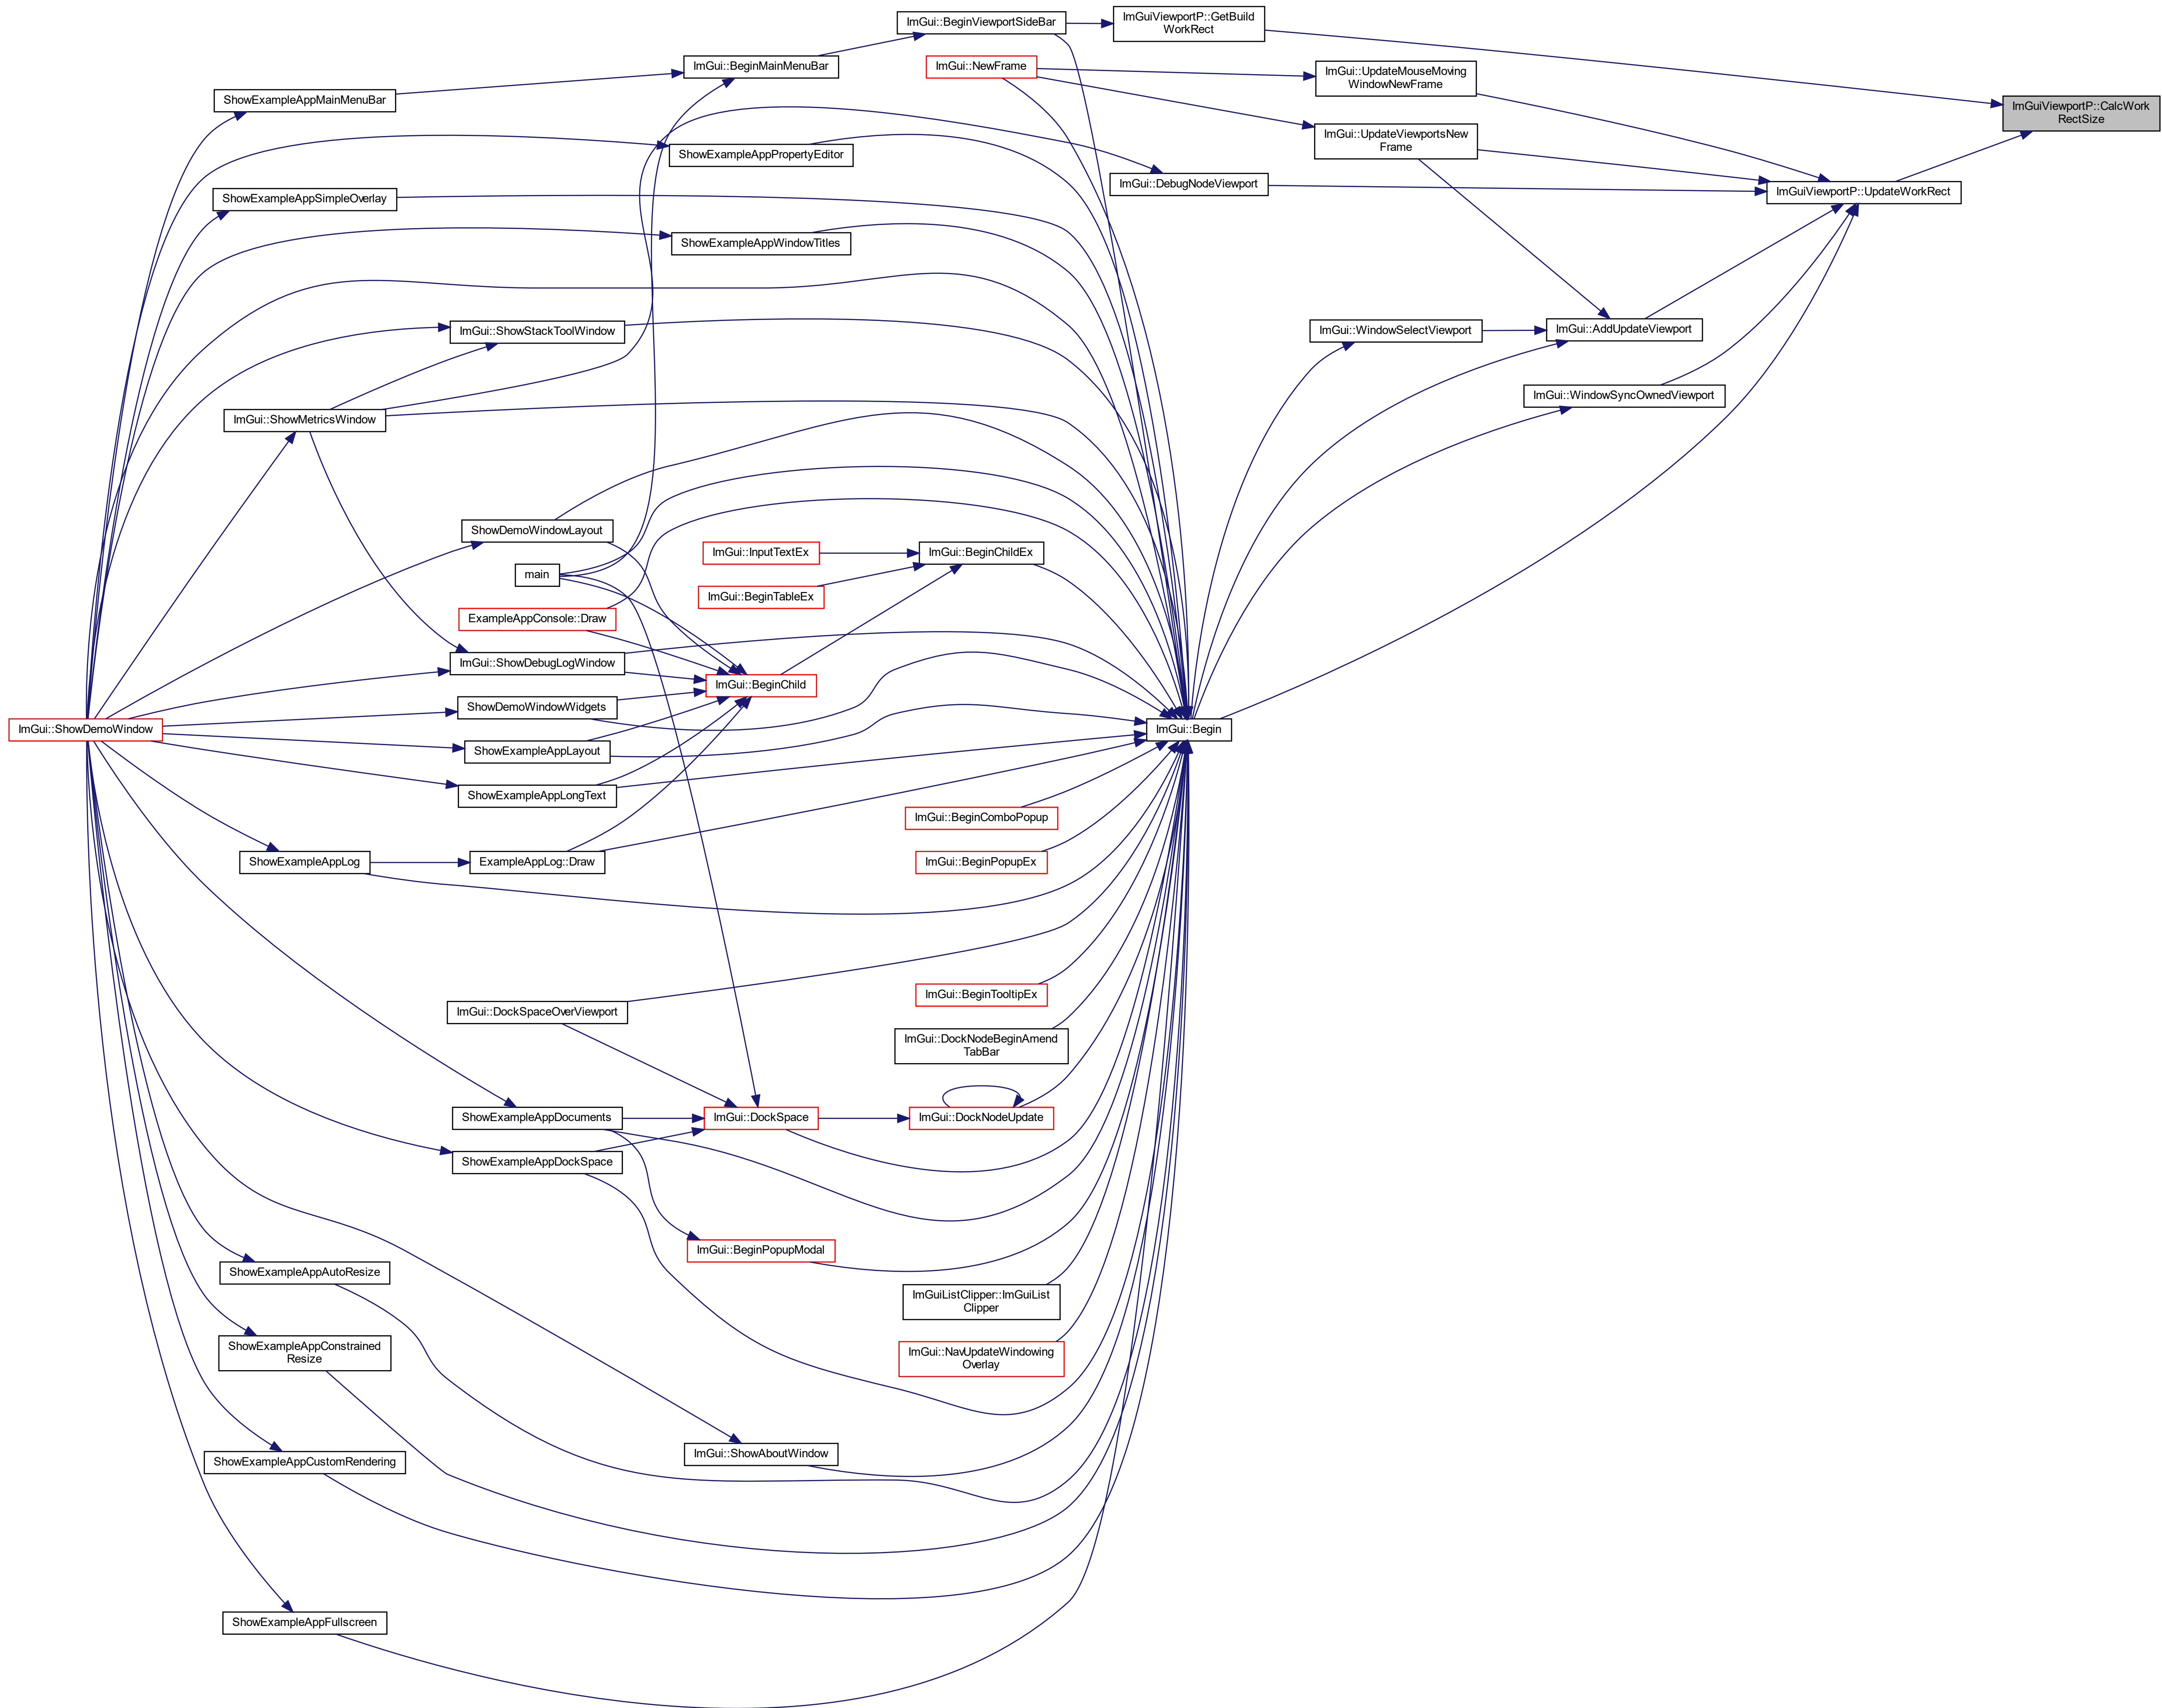 ImGui::BeginViewportSideBar
ImGuiViewportP::GetBuild
WorkRect
ImGui::BeginMainMenuBar
ImGui::NewFrame
ImGui::UpdateMouseMoving
WindowNewFrame
ShowExampleAppMainMenuBar
ImGuiViewportP::CalcWork
RectSize
ShowExampleAppPropertyEditor
ImGui::UpdateViewportsNew
Frame
ImGui::DebugNodeViewport
ImGuiViewportP::UpdateWorkRect
ShowExampleAppSimpleOverlay
ShowExampleAppWindowTitles
ImGui::ShowStackToolWindow
ImGui::WindowSelectViewport
ImGui::AddUpdateViewport
ImGui::WindowSyncOwnedViewport
ImGui::ShowMetricsWindow
ShowDemoWindowLayout
ImGui::InputTextEx
ImGui::BeginChildEx
main
ImGui::BeginTableEx
ExampleAppConsole::Draw
ImGui::ShowDebugLogWindow
ImGui::BeginChild
ShowDemoWindowWidgets
ImGui::ShowDemoWindow
ImGui::Begin
ShowExampleAppLayout
ShowExampleAppLongText
ImGui::BeginComboPopup
ShowExampleAppLog
ExampleAppLog::Draw
ImGui::BeginPopupEx
ImGui::BeginTooltipEx
ImGui::DockSpaceOverViewport
ImGui::DockNodeBeginAmend
TabBar
ShowExampleAppDocuments
ImGui::DockSpace
ImGui::DockNodeUpdate
ShowExampleAppDockSpace
ImGui::BeginPopupModal
ShowExampleAppAutoResize
ImGuiListClipper::ImGuiList
Clipper
ShowExampleAppConstrained
Resize
ImGui::NavUpdateWindowing
Overlay
ImGui::ShowAboutWindow
ShowExampleAppCustomRendering
ShowExampleAppFullscreen